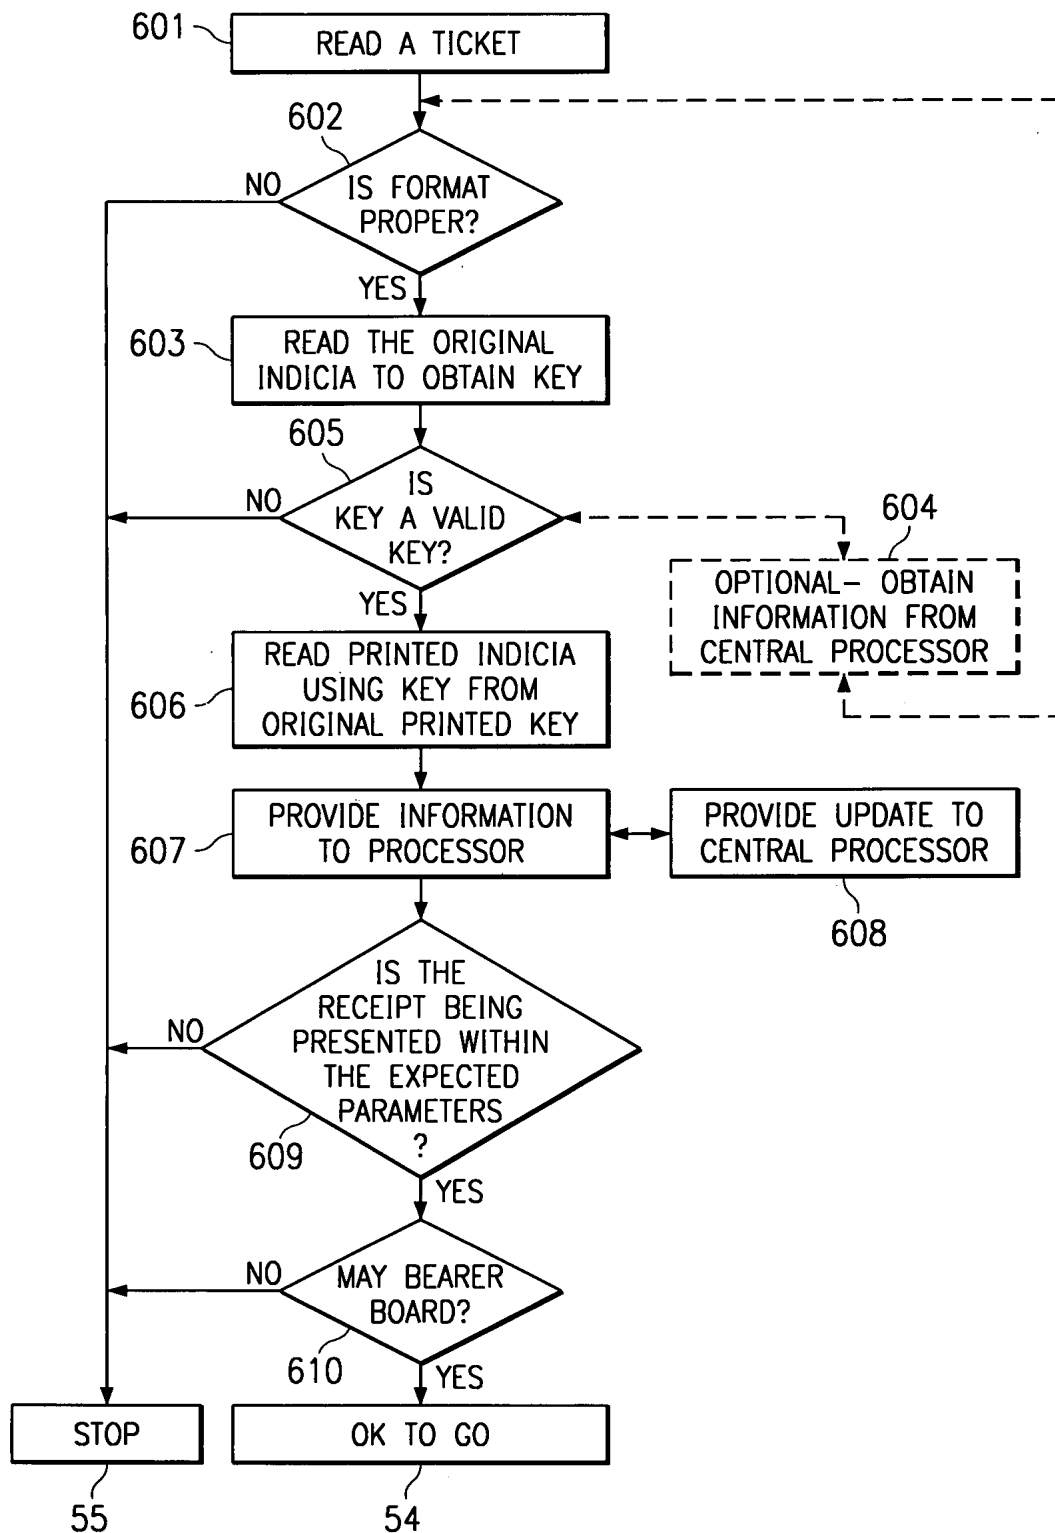 601
READ A TICKET
602
NO
IS FORMAT
PROPER?
YES
603
READ THE ORIGINAL
INDICIA TO OBTAIN KEY
605
NO
IS
KEY A VALID
KEY?
YES
604
OPTIONAL– OBTAIN
INFORMATION FROM
CENTRAL PROCESSOR
606
READ PRINTED INDICIA
USING KEY FROM
ORIGINAL PRINTED KEY
607
PROVIDE INFORMATION
TO PROCESSOR
PROVIDE UPDATE TO
CENTRAL PROCESSOR
608
NO
IS THE
RECEIPT BEING
PRESENTED WITHIN
THE EXPECTED
PARAMETERS
?
609
YES
NO
MAY BEARER
BOARD?
610
YES
STOP
OK TO GO
55
54